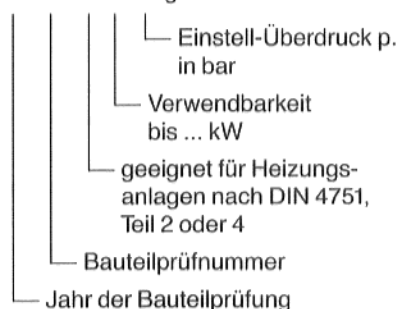 Einstell-Überdruck p.
in bar
Verwendbarkeit
bis ... kW
geeignet für Heizungs-
anlagen nach DIN 4751,
Teil 2 oder 4
Bauteilprüfnummer
Jahr der Bauteilprüfung